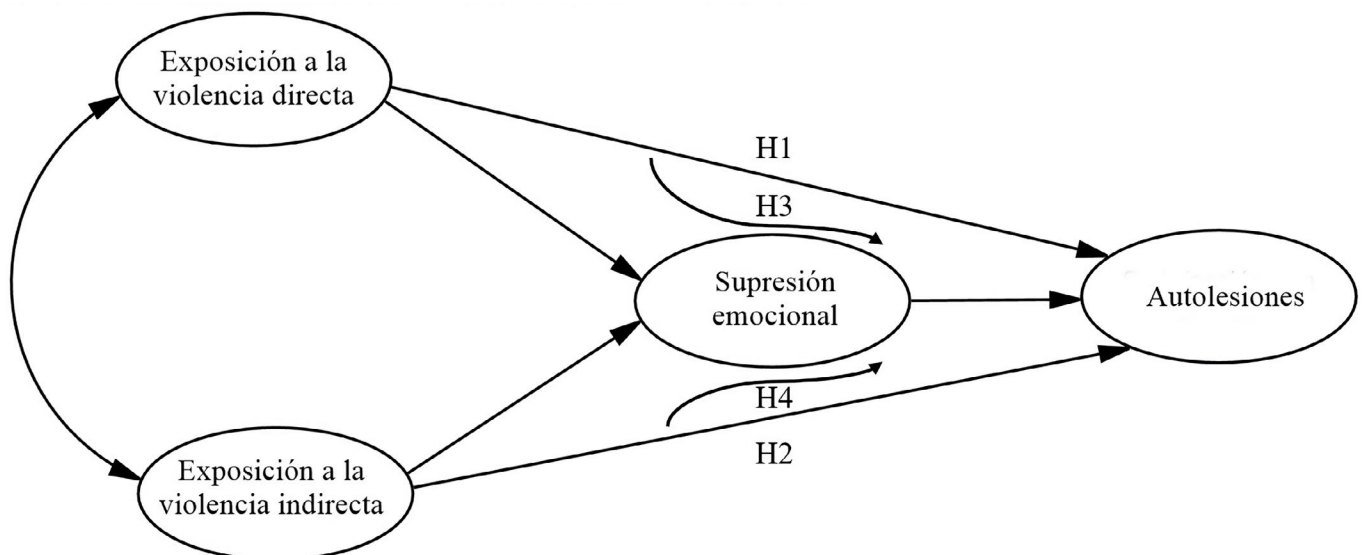 Exposición a la
violencia directa
H1
H3
Supresión
emocional
Autolesiones
H4
H2
Exposición a la
violencia indirecta